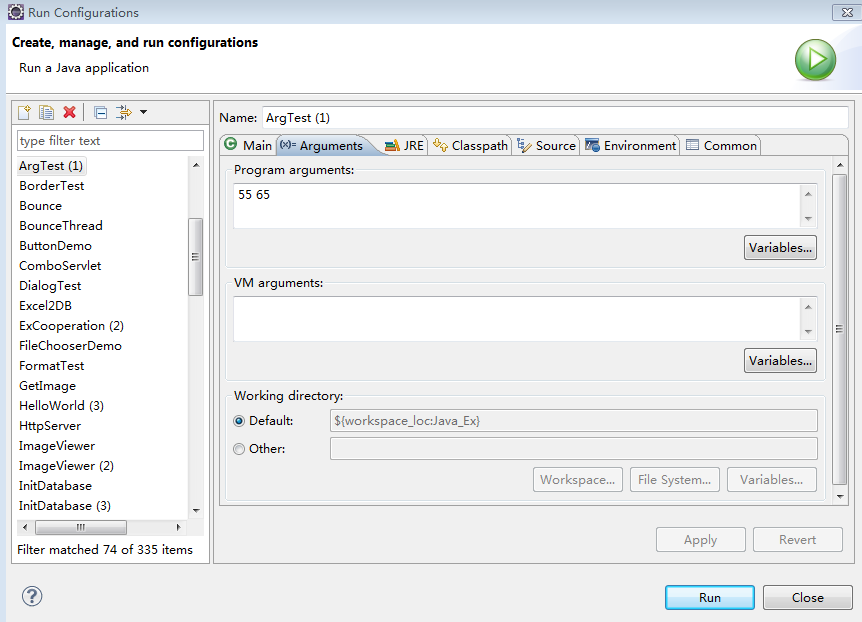 Run Configurations
Create, manage, and run configurations
Run a Java application
type filter text
ArgTest (1)
BorderTest
Bounce
BounceThread
ButtonDemo
ComboServlet
DialogTest
Excel2DB
ExCooperation (2)
FileChooserDemo
FormatTest
GetImage
HelloWorld (3)
HttpServer
ImageViewer
ImageViewer (2)
InitDatabase
InitDatabase (3)
Filter matched 74 of 335 items
Name: ArgTest (1)
Main (x)= Arguments JRE Classpath Source Environment Common
Program arguments:
55 65
Variables...
VM arguments:
Variables...
Working directory:
Default: ${workspace_loc:Java_Ex}
Other:
Workspace... File System... Variables...
Apply Revert
Run Close